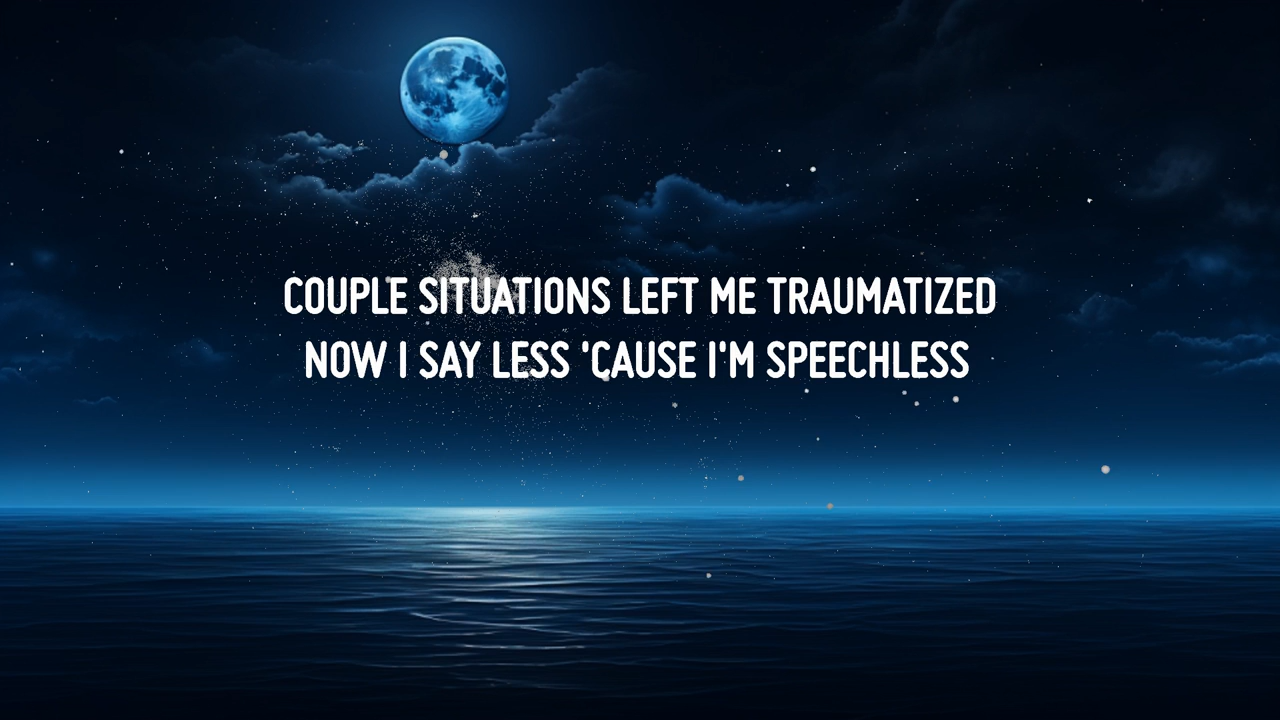 COUPLE SITUATIONS LEFT ME TRAUMATIZED
NOW I SAY LESS 'CAUSE I'M SPEECHLESS